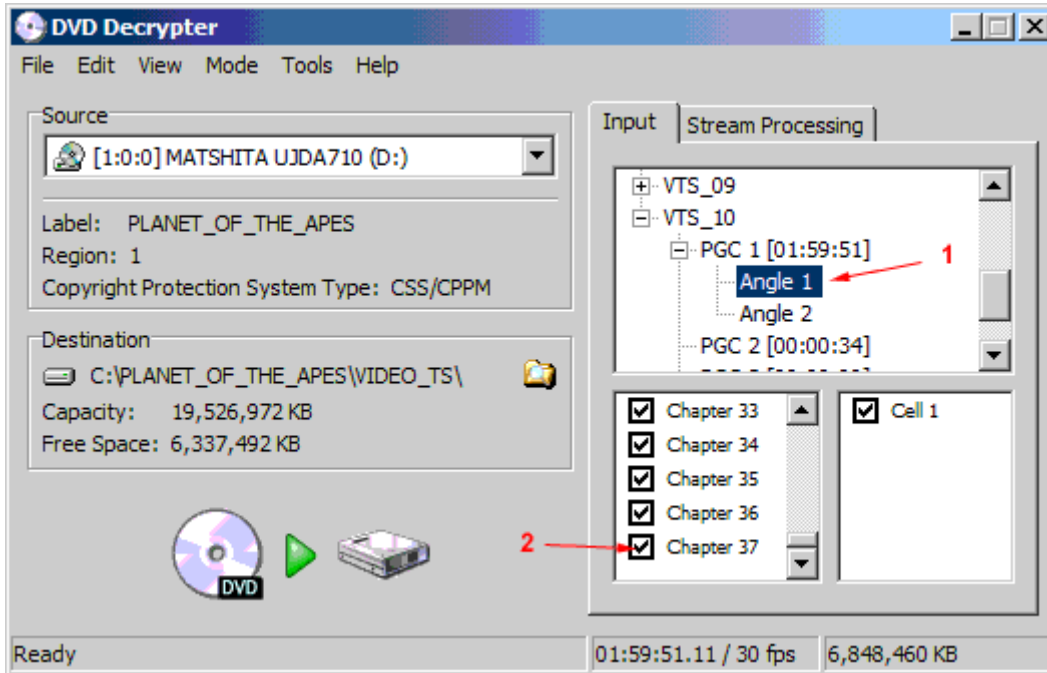 DVD Decrypter
File Edit View Mode Tools Help
Source
[1:0:0] MATSHITA UJDA710 (D:)
Label: PLANET_OF_THE_APES
Region: 1
Copyright Protection System Type: CSS/CPPM
Destination
C:\PLANET_OF_THE_APES\VIDEO_TS\
Capacity: 19,526,972 KB
Free Space: 6,337,492 KB
DVD
Input Stream Processing
VTS_09
VTS_10
PGC 1 [01:59:51]
1
Angle 1
Angle 2
PGC 2 [00:00:34]
Chapter 33
Chapter 34
Chapter 35
Chapter 36
2
Chapter 37
Cell 1
Ready
01:59:51.11 / 30 fps
6,848,460 KB